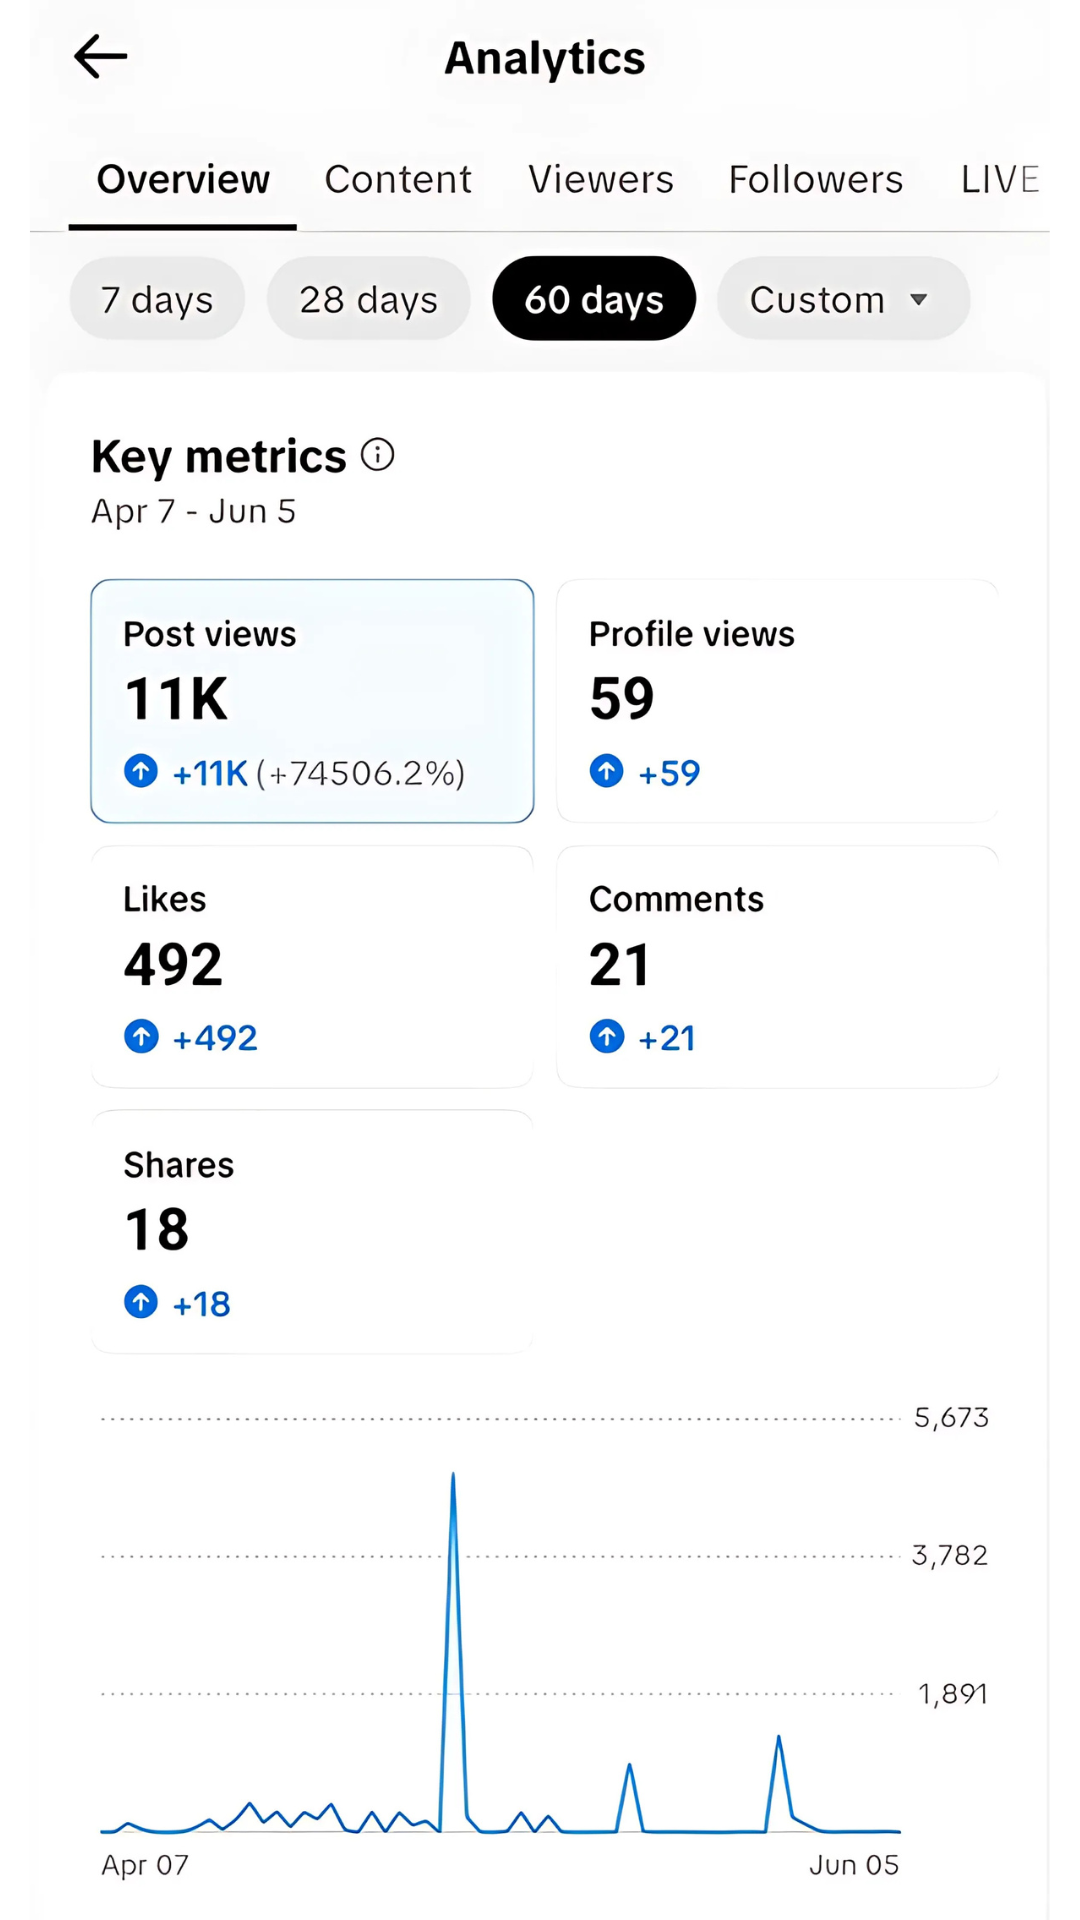 Analytics
Overview Content Viewers Followers LIVE
7 days 28 days 60 days Custom
Key metrics
Apr 7 - Jun 5
Post views
11K
+11K (+74506.2%)
Profile views
59
+59
Likes
492
+492
Comments
21
+21
Shares
18
+18
5,673
3,782
1,891
Apr 07 Jun 05